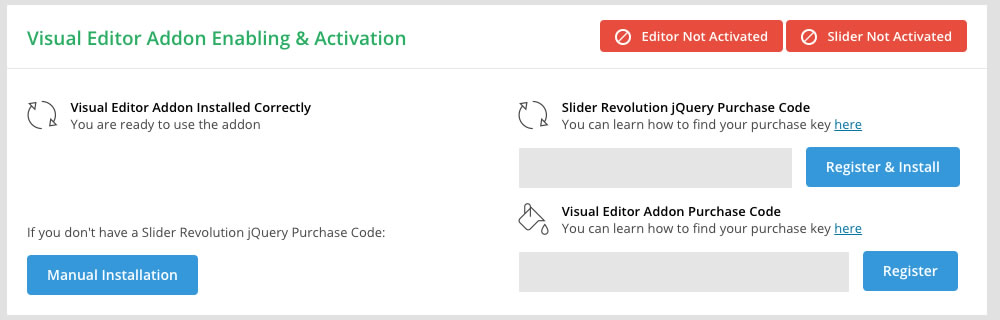 Visual Editor Addon Enabling & Activation
Editor Not Activated
Slider Not Activated
Visual Editor Addon Installed Correctly
You are ready to use the addon
If you don't have a Slider Revolution jQuery Purchase Code:
Manual Installation
Slider Revolution jQuery Purchase Code
You can learn how to find your purchase key here
Register & Install
Visual Editor Addon Purchase Code
You can learn how to find your purchase key here
Register